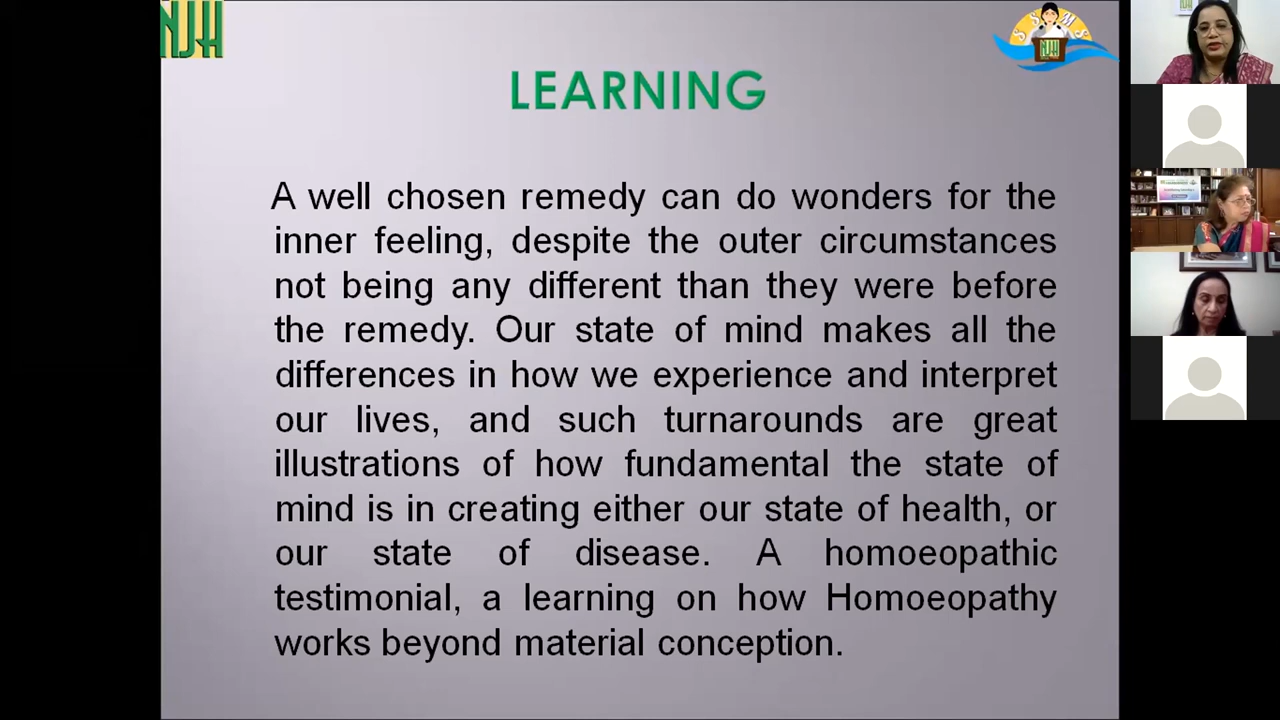 NJH
S S M S
NJH
LEARNING
A well chosen remedy can do wonders for the
inner feeling, despite the outer circumstances
not being any different than they were before
the remedy. Our state of mind makes all the
differences in how we experience and interpret
our lives, and such turnarounds are great
illustrations of how fundamental the state of
mind is in creating either our state of health, or
our state of disease. A homoeopathic
testimonial, a learning on how Homoeopathy
works beyond material conception.